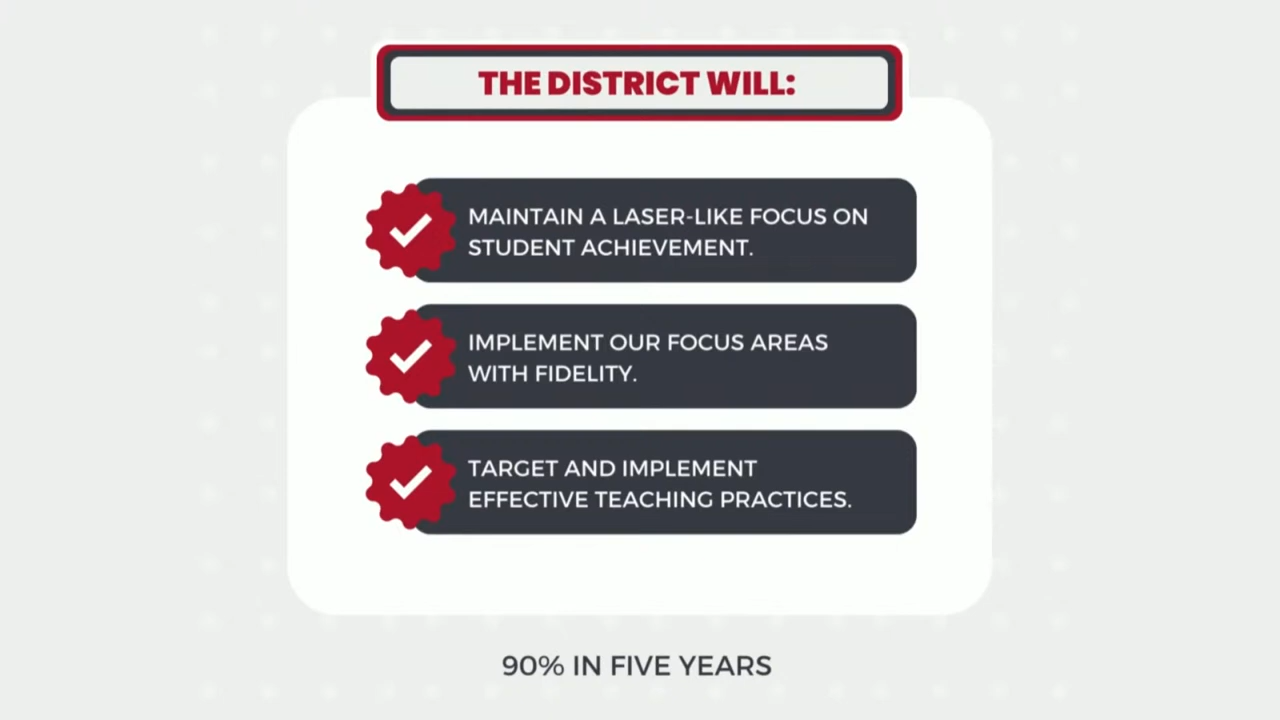 THE DISTRICT WILL:
MAINTAIN A LASER-LIKE FOCUS ON
STUDENT ACHIEVEMENT.
IMPLEMENT OUR FOCUS AREAS
WITH FIDELITY.
TARGET AND IMPLEMENT
EFFECTIVE TEACHING PRACTICES.
90% IN FIVE YEARS